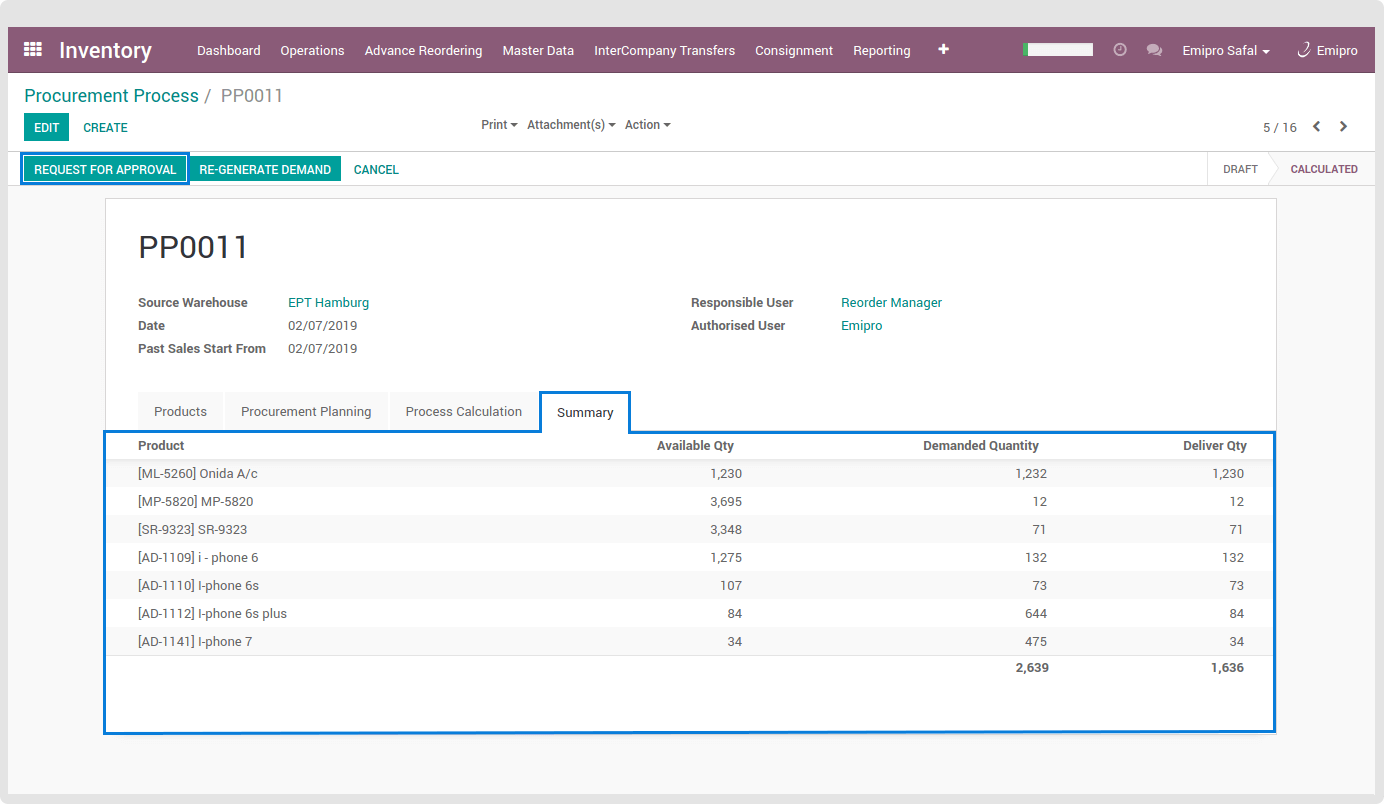 Inventory Dashboard Operations Advance Reordering Master Data InterCompany Transfers Consignment Reporting Emipro Safal Emipro
Procurement Process / PP0011
EDIT CREATE Print Attachment(s) Action 5 / 16
REQUEST FOR APPROVAL RE-GENERATE DEMAND CANCEL DRAFT CALCULATED
PP0011
Source Warehouse EPT Hamburg Responsible User Reorder Manager
Date 02/07/2019 Authorised User Emipro
Past Sales Start From 02/07/2019
Products Procurement Planning Process Calculation Summary
Product Available Qty Demanded Quantity Deliver Qty
[ML-5260] Onida A/c 1,230 1,232 1,230
[MP-5820] MP-5820 3,695 12 12
[SR-9323] SR-9323 3,348 71 71
[AD-1109] i - phone 6 1,275 132 132
[AD-1110] I-phone 6s 107 73 73
[AD-1112] I-phone 6s plus 84 644 84
[AD-1141] I-phone 7 34 475 34
2,639 1,636